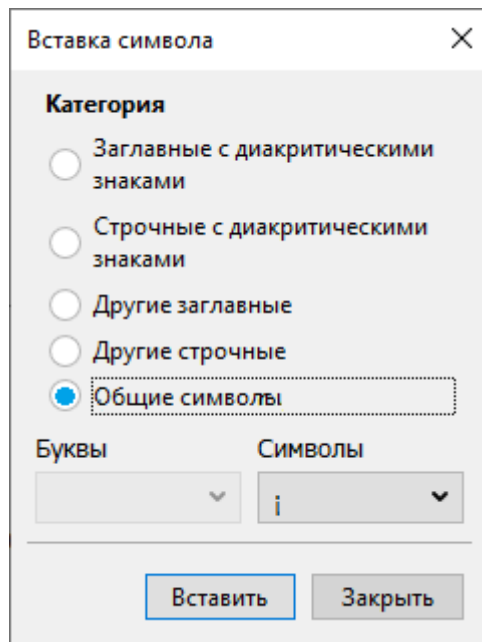 Вставка символа
Категория
Заглавные с диакритическими
знаками
Строчные с диакритическими
знаками
Другие заглавные
Другие строчные
Общие символы
Буквы Символы
¡
Вставить Закрыть